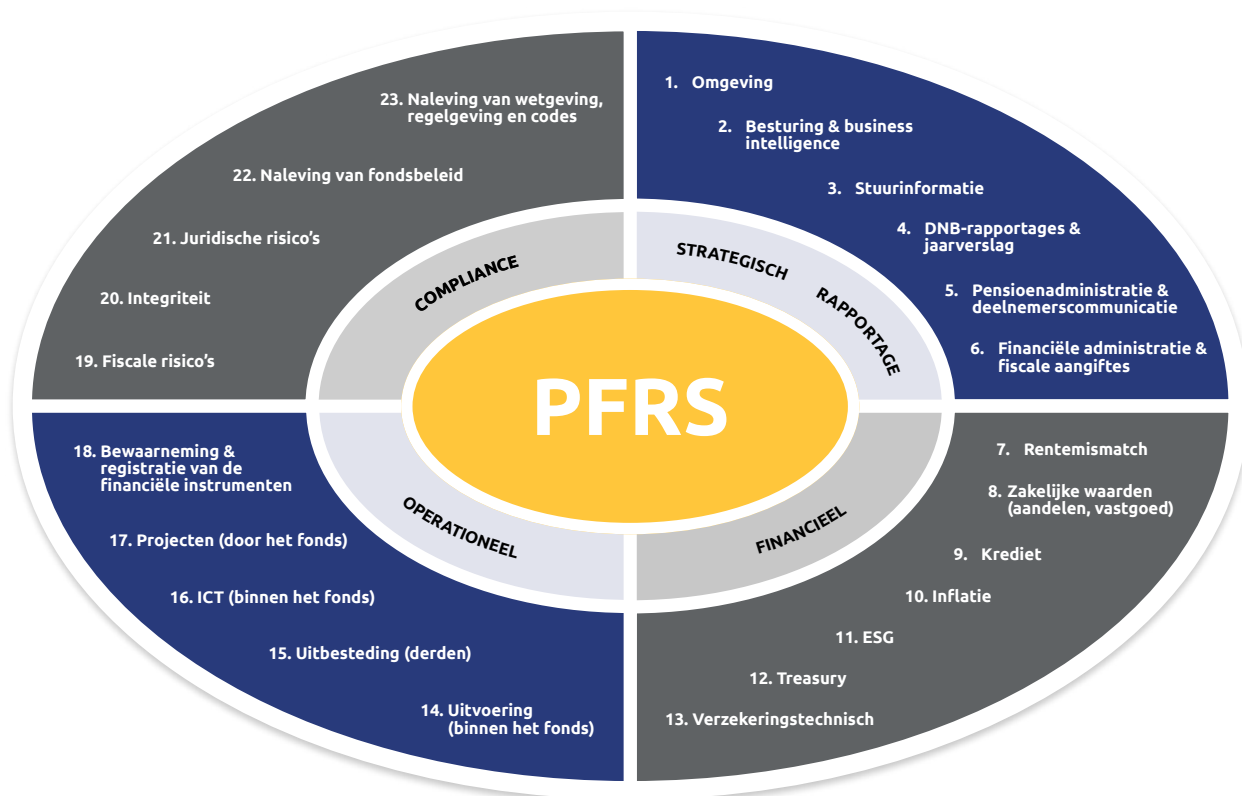 1. Omgeving
2. Besturing & business
intelligence
3. Stuurinformatie
4. DNB-rapportages &
jaarverslag
5. Pensioenadministratie &
deelnemerscommunicatie
6. Financiële administratie &
fiscale aangiftes
7. Rentemismatch
8. Zakelijke waarden
(aandelen, vastgoed)
9. Krediet
10. Inflatie
11. ESG
12. Treasury
13. Verzekeringstechnisch
14. Uitvoering
(binnen het fonds)
15. Uitbesteding (derden)
16. ICT (binnen het fonds)
17. Projecten (door het fonds)
18. Bewaarneming &
registratie van de
financiële instrumenten
19. Fiscale risico’s
20. Integriteit
21. Juridische risico’s
22. Naleving van fondsbeleid
23. Naleving van wetgeving,
regelgeving en codes
COMPLIANCE
STRATEGISCH
RAPPORTAGE
OPERATIONEEL
FINANCIEEL
PFRS